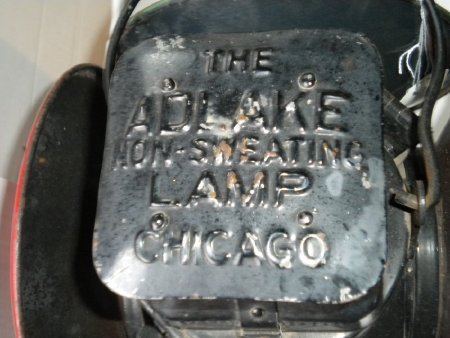 THE
ADLAKE
NON-SWEATING
LAMP
CHICAGO